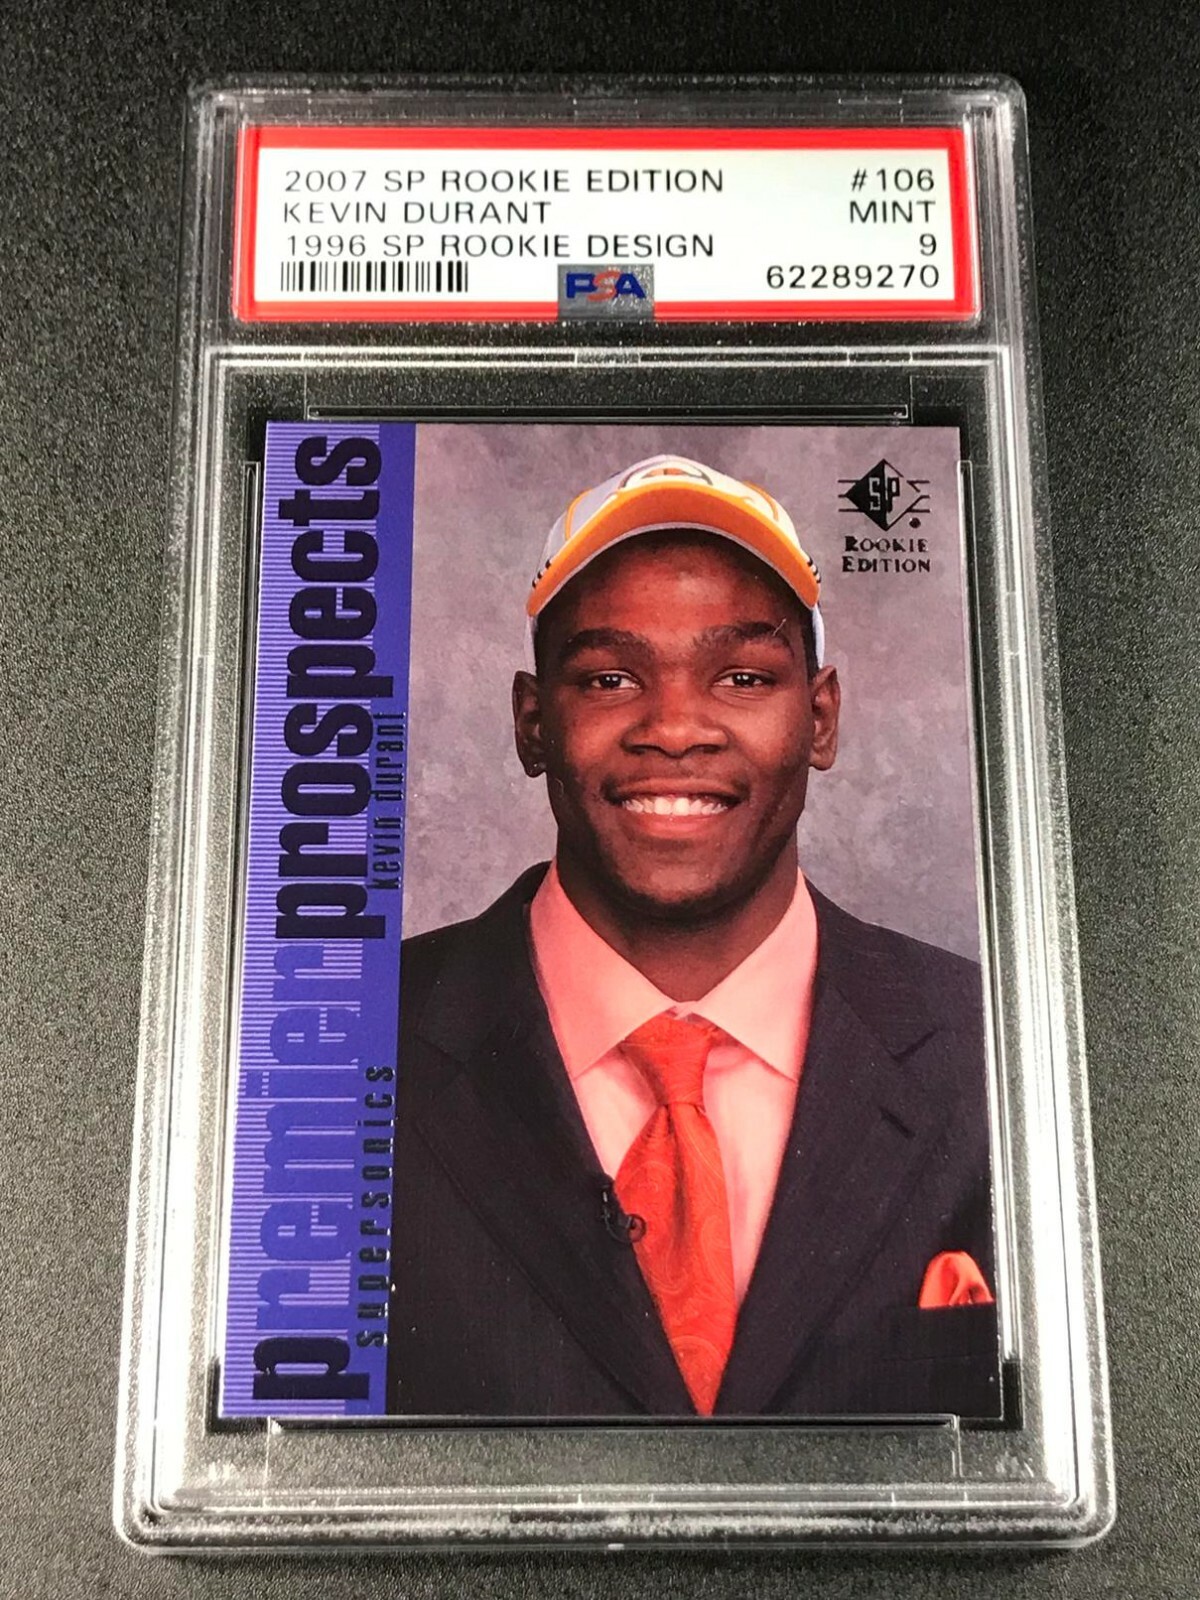 2007 SP ROOKIE EDITION #106
KEVIN DURANT MINT
1996 SP ROOKIE DESIGN 9
PSA 62289270
SP
ROOKIE
EDITION
premier prospects
kevin durant
supersonics